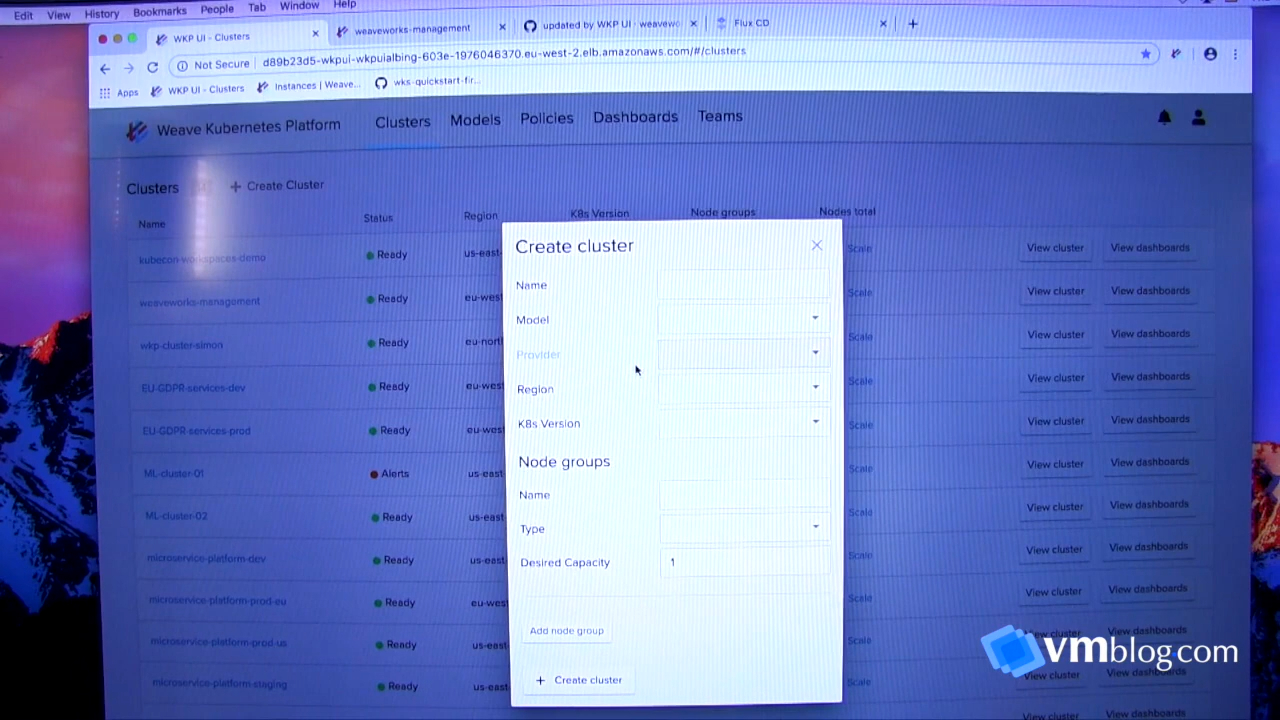 Edit View History Bookmarks People Tab Window Help
WKP UI - Clusters weaveworks-management updated by WKP UI · weavewo Flux CD
Not Secure d89b23d5-wkpui-wkpuialbing-603e-1976046370.eu-west-2.elb.amazonaws.com/#/clusters
Apps WKP UI - Clusters Instances | Weave... wks-quickstart-fir...
Weave Kubernetes Platform Clusters Models Policies Dashboards Teams
Clusters + Create Cluster
Name Status Region K8s Version Node groups Nodes total
kubecon-workspaces-demo Ready us-east Scale View cluster View dashboards
weaveworks-management Ready eu-west Scale View cluster View dashboards
wkp-cluster-simon Ready eu-nort Scale View cluster View dashboards
EU-GDPR-services-dev Ready eu-wes Scale View cluster View dashboards
EU-GDPR-services-prod Ready eu-wes Scale View cluster View dashboards
ML-cluster-01 Alerts us-east Scale View cluster View dashboards
ML-cluster-02 Ready us-east Scale View cluster View dashboards
microservice-platform-dev Ready us-east Scale View cluster View dashboards
microservice-platform-prod-eu Ready eu-wes Scale View cluster View dashboards
microservice-platform-prod-us Ready us-east Scale View cluster View dashboards
microservice-platform-staging Ready us-east Scale View cluster View dashboards
View dashboards
Create cluster
Name
Model
Provider
Region
K8s Version
Node groups
Name
Type
Desired Capacity 1
Add node group
+ Create cluster
vmblog.com